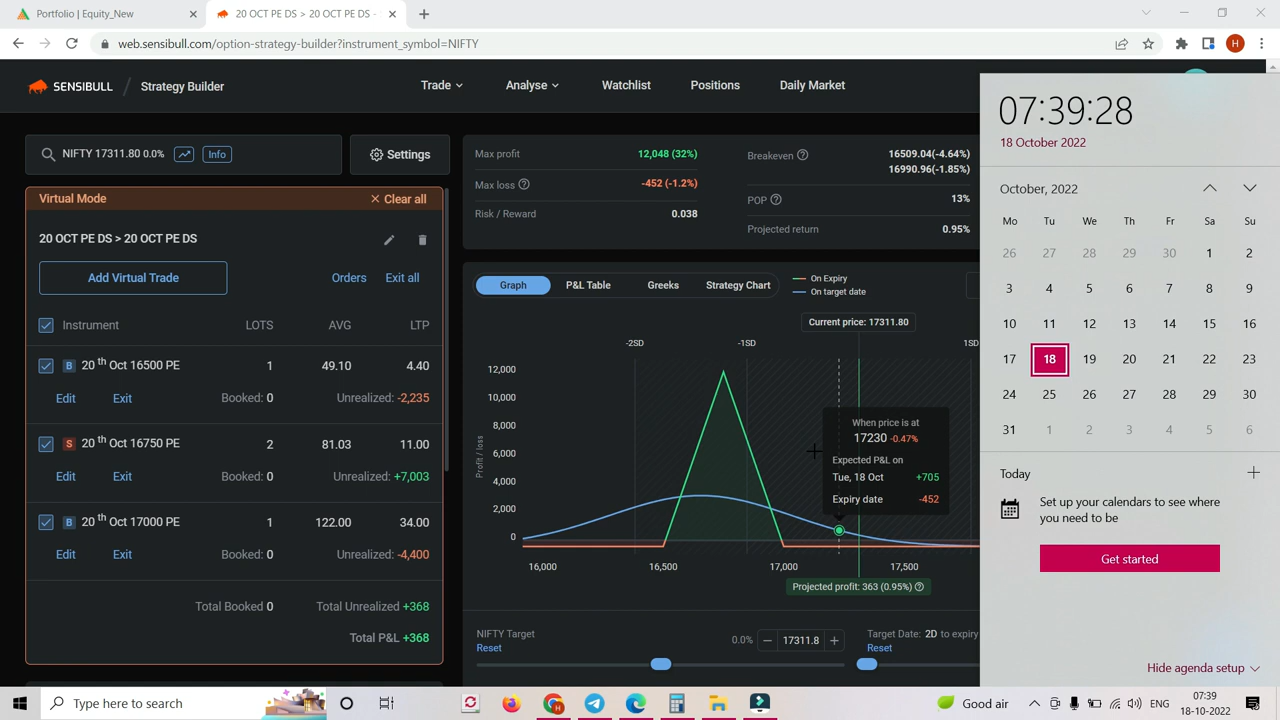 Portfolio | Equity_New
20 OCT PE DS > 20 OCT PE DS -
web.sensibull.com/option-strategy-builder?instrument_symbol=NIFTY
H
SENSIBULL / Strategy Builder
Trade
Analyse
Watchlist
Positions
Daily Market
NIFTY 17311.80 0.0%
Info
Settings
Virtual Mode
Clear all
20 OCT PE DS > 20 OCT PE DS
Add Virtual Trade
Orders
Exit all
Instrument
LOTS
AVG
LTP
B 20 th Oct 16500 PE 1 49.10 4.40
Edit Exit Booked: 0 Unrealized: -2,235
S 20 th Oct 16750 PE 2 81.03 11.00
Edit Exit Booked: 0 Unrealized: +7,003
B 20 th Oct 17000 PE 1 122.00 34.00
Edit Exit Booked: 0 Unrealized: -4,400
Total Booked 0 Total Unrealized +368
Total P&L +368
Max profit 12,048 (32%)
Max loss -452 (-1.2%)
Risk / Reward 0.038
Breakeven 16509.04(-4.64%)
16990.96(-1.85%)
POP 13%
Projected return 0.95%
Graph
P&L Table
Greeks
Strategy Chart
On Expiry
On target date
Current price: 17311.80
-2SD
-1SD
1SD
12,000
10,000
8,000
6,000
4,000
2,000
0
Profit / loss
When price is at
17230 -0.47%
Expected P&L on
Tue, 18 Oct +705
Expiry date -452
16,000 16,500 17,000 17,500
Projected profit: 363 (0.95%)
NIFTY Target
Reset
0.0%
17311.8
Target Date: 2D to expiry
Reset
07:39:28
18 October 2022
October, 2022
Mo Tu We Th Fr Sa Su
26 27 28 29 30 1 2
3 4 5 6 7 8 9
10 11 12 13 14 15 16
17 18 19 20 21 22 23
24 25 26 27 28 29 30
31 1 2 3 4 5 6
Today
Set up your calendars to see where
you need to be
Get started
Hide agenda setup
Type here to search
Good air
ENG
07:39
18-10-2022